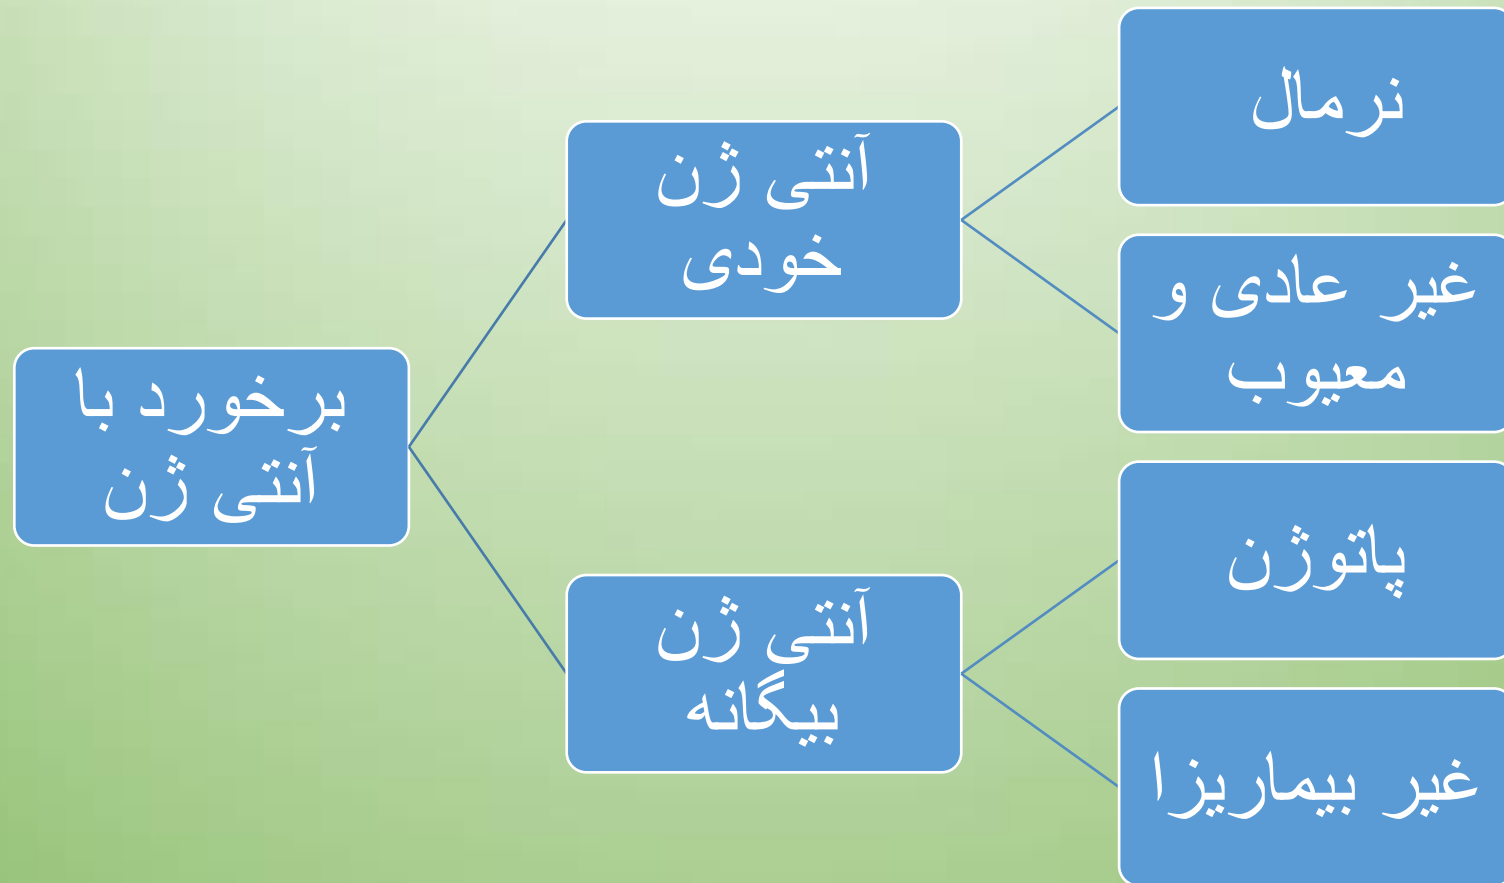 برخورد با
آنتی ژن
آنتی ژن
خودی
نرمال
غیر عادی و
معیوب
آنتی ژن
بیگانه
پاتوژن
غیر بیماریزا